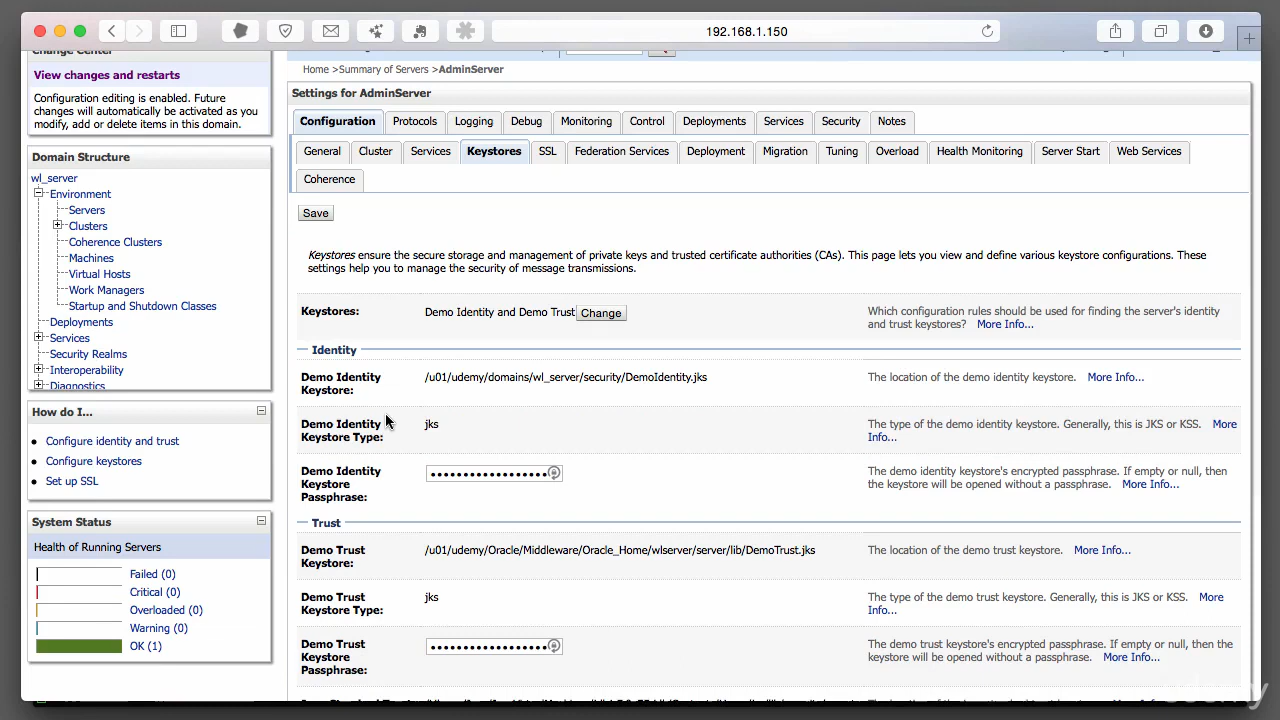 192.168.1.150
Change Center
View changes and restarts
Configuration editing is enabled. Future
changes will automatically be activated as you
modify, add or delete items in this domain.
Domain Structure
wl_server
Environment
Servers
Clusters
Coherence Clusters
Machines
Virtual Hosts
Work Managers
Startup and Shutdown Classes
Deployments
Services
Security Realms
Interoperability
Diagnostics
How do I...
Configure identity and trust
Configure keystores
Set up SSL
System Status
Health of Running Servers
Failed (0)
Critical (0)
Overloaded (0)
Warning (0)
OK (1)
Home >Summary of Servers >AdminServer
Settings for AdminServer
Configuration Protocols Logging Debug Monitoring Control Deployments Services Security Notes
General Cluster Services Keystores SSL Federation Services Deployment Migration Tuning Overload Health Monitoring Server Start Web Services
Coherence
Save
Keystores ensure the secure storage and management of private keys and trusted certificate authorities (CAs). This page lets you view and define various keystore configurations. These
settings help you to manage the security of message transmissions.
Keystores: Demo Identity and Demo Trust Change Which configuration rules should be used for finding the server's identity
and trust keystores? More Info...
Identity
Demo Identity /u01/udemy/domains/wl_server/security/DemoIdentity.jks The location of the demo identity keystore. More Info...
Keystore:
Demo Identity jks The type of the demo identity keystore. Generally, this is JKS or KSS. More
Keystore Type: Info...
Demo Identity The demo identity keystore's encrypted passphrase. If empty or null, then
Keystore the keystore will be opened without a passphrase. More Info...
Passphrase:
Trust
Demo Trust /u01/udemy/Oracle/Middleware/Oracle_Home/wlserver/server/lib/DemoTrust.jks The location of the demo trust keystore. More Info...
Keystore:
Demo Trust jks The type of the demo trust keystore. Generally, this is JKS or KSS. More
Keystore Type: Info...
Demo Trust The demo trust keystore's encrypted passphrase. If empty or null, then the
Keystore keystore will be opened without a passphrase. More Info...
Passphrase: